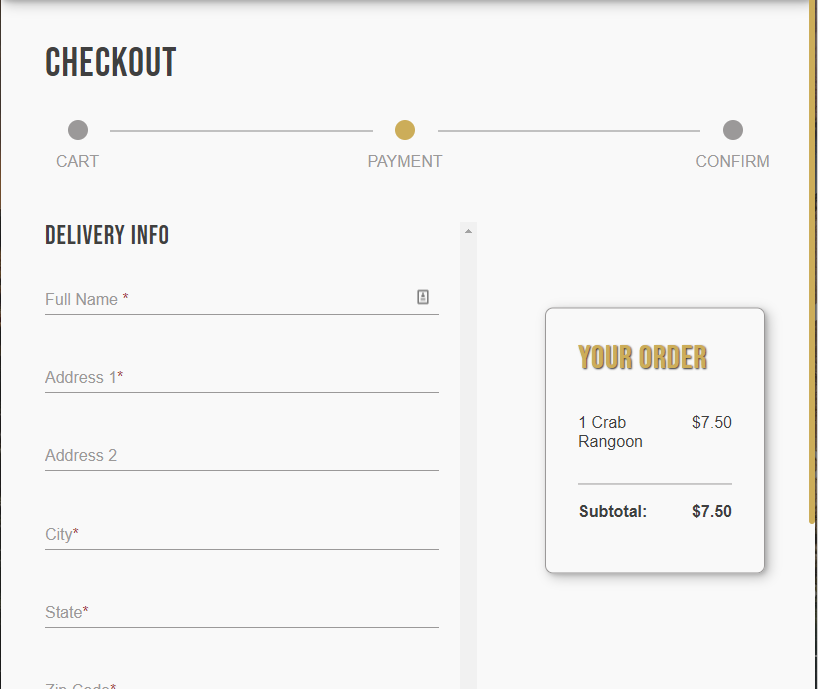 CHECKOUT
CART
PAYMENT
CONFIRM
DELIVERY INFO
Full Name *
Address 1*
Address 2
City*
State*
Zip Code*
YOUR ORDER
1 Crab $7.50
Rangoon
Subtotal: $7.50